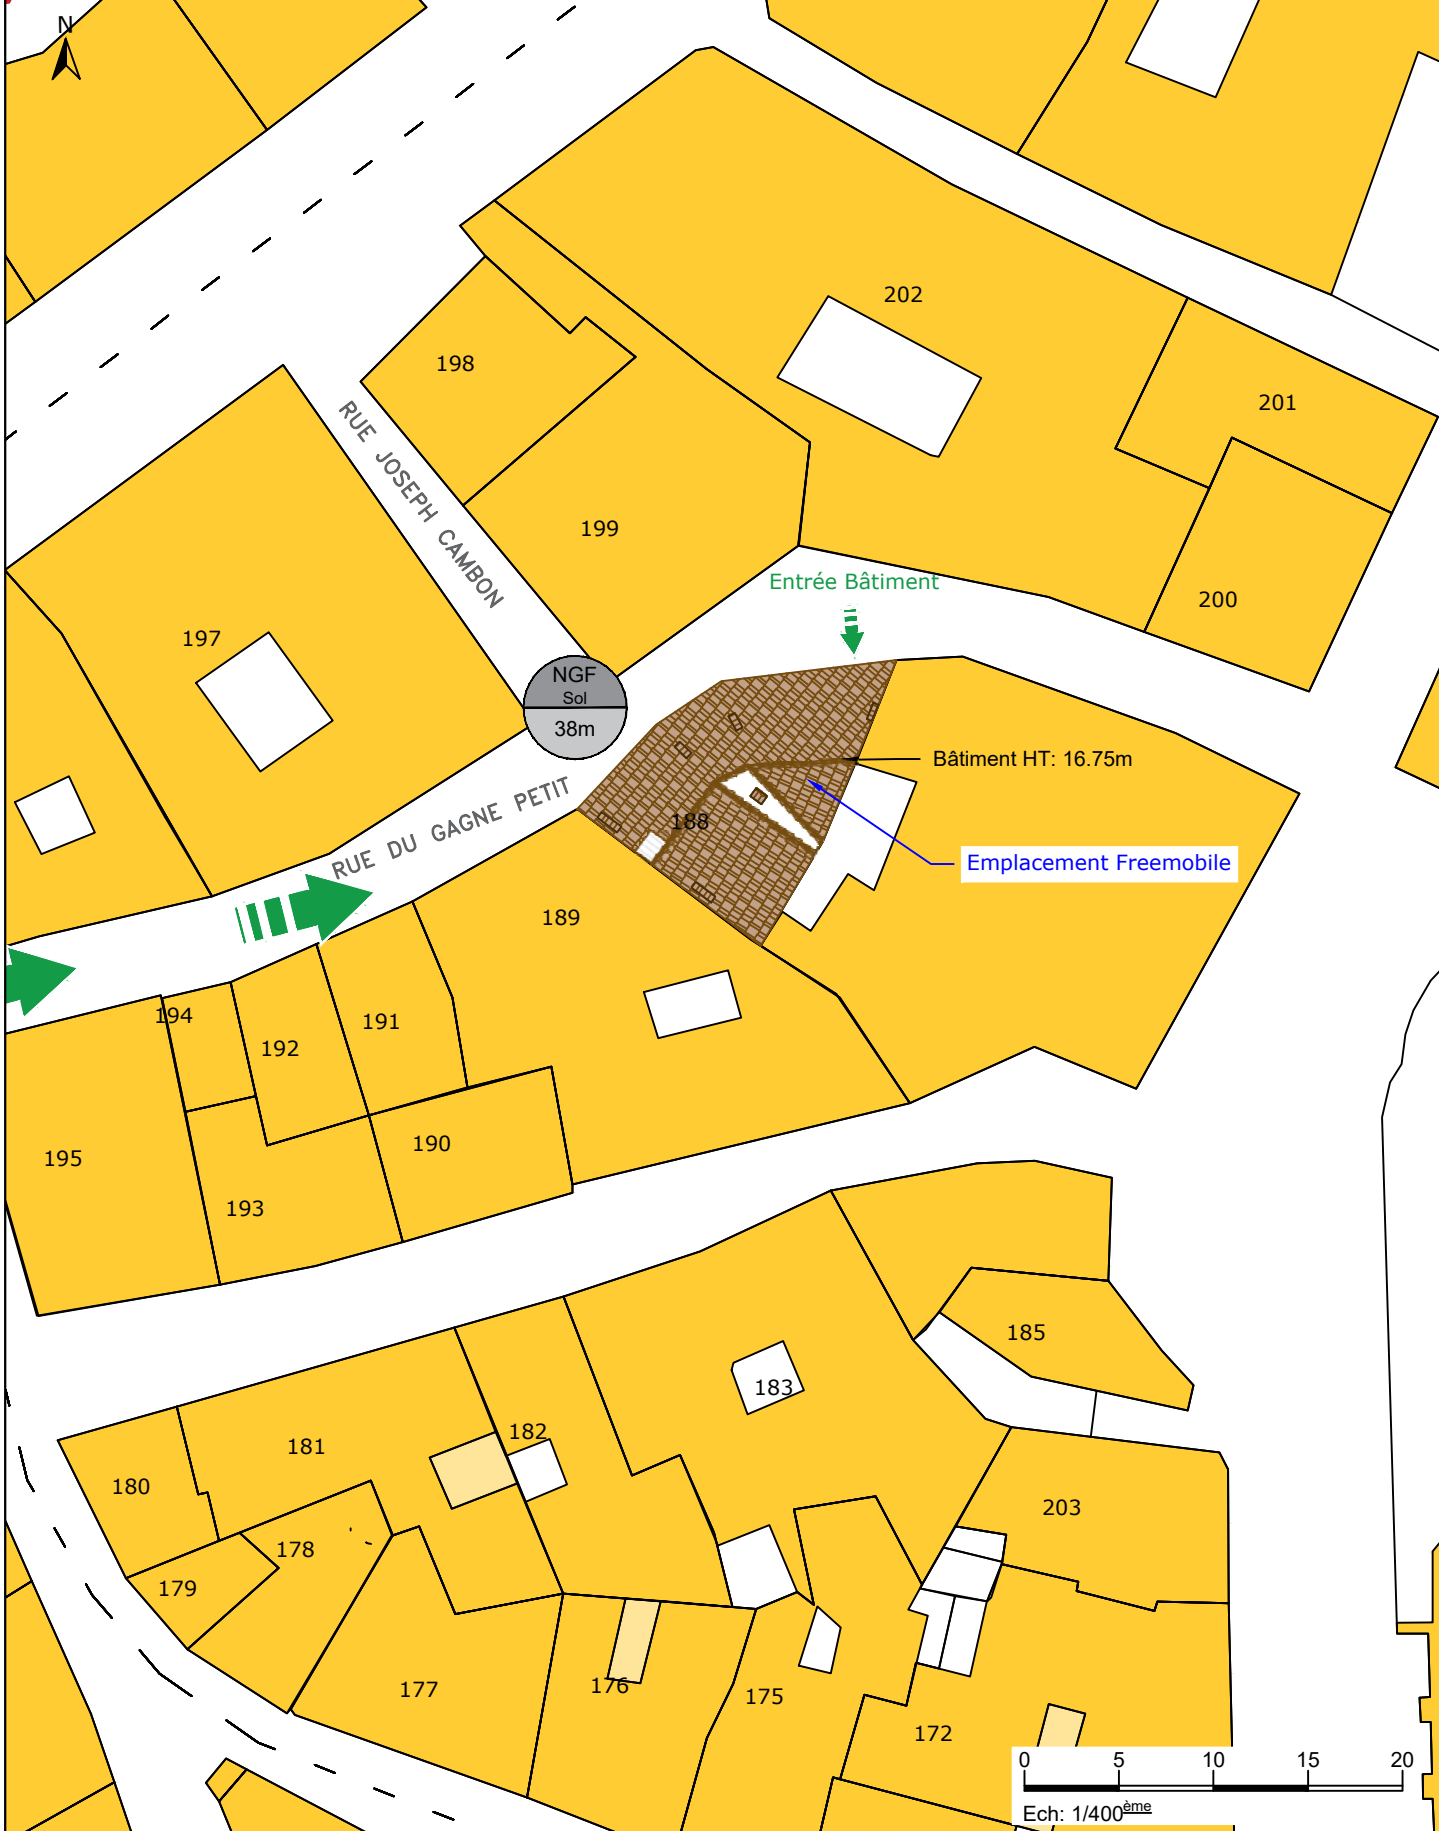 N
202
198
201
RUE JOSEPH CAMBON
199
Entrée Bâtiment
200
197
NGF
Sol
38m
Bâtiment HT: 16.75m
RUE DU GAGNE PETIT
188
Emplacement Freemobile
189
194
191
192
190
195
193
185
183
182
181
180
203
178
179
177
176
175
172
0 5 10 15 20
Ech: 1/400ème